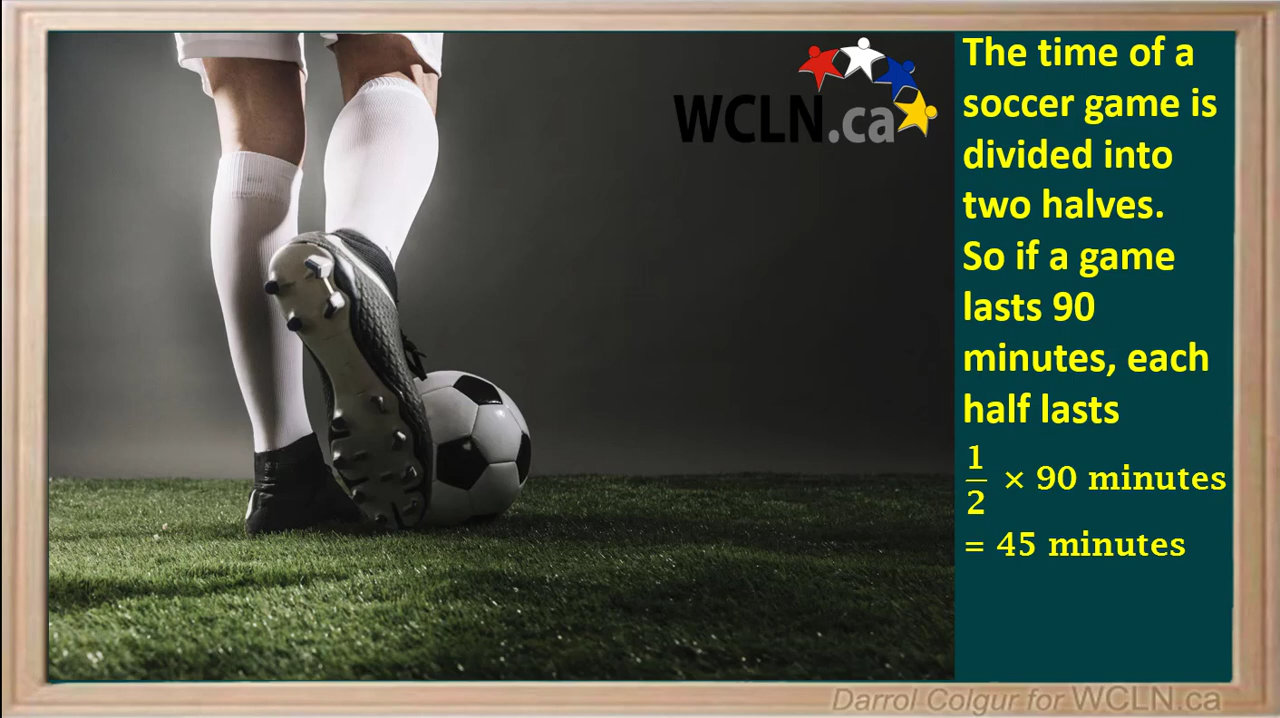 WCLN.ca
The time of a
soccer game is
divided into
two halves.
So if a game
lasts 90
minutes, each
half lasts
1/2 × 90 minutes
= 45 minutes
Darrol Colgur for WCLN.ca